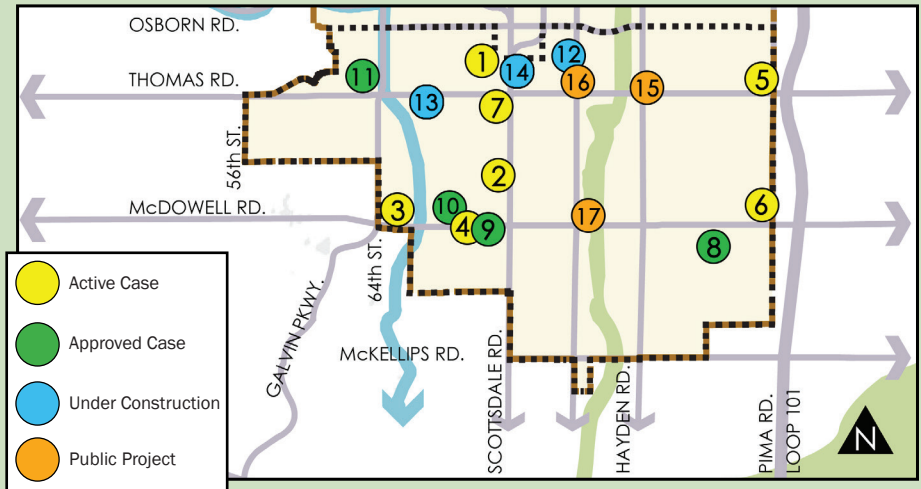 OSBORN RD.
THOMAS RD.
56th ST.
McDOWELL RD.
64th ST.
GALVIN PKWY.
McKELLIPS RD.
SCOTTSDALE RD.
HAYDEN RD.
PIMA RD.
LOOP 101
1
12
14
11
16
15
5
13
7
2
3
10
4
9
17
6
8
Active Case
Approved Case
Under Construction
Public Project
N